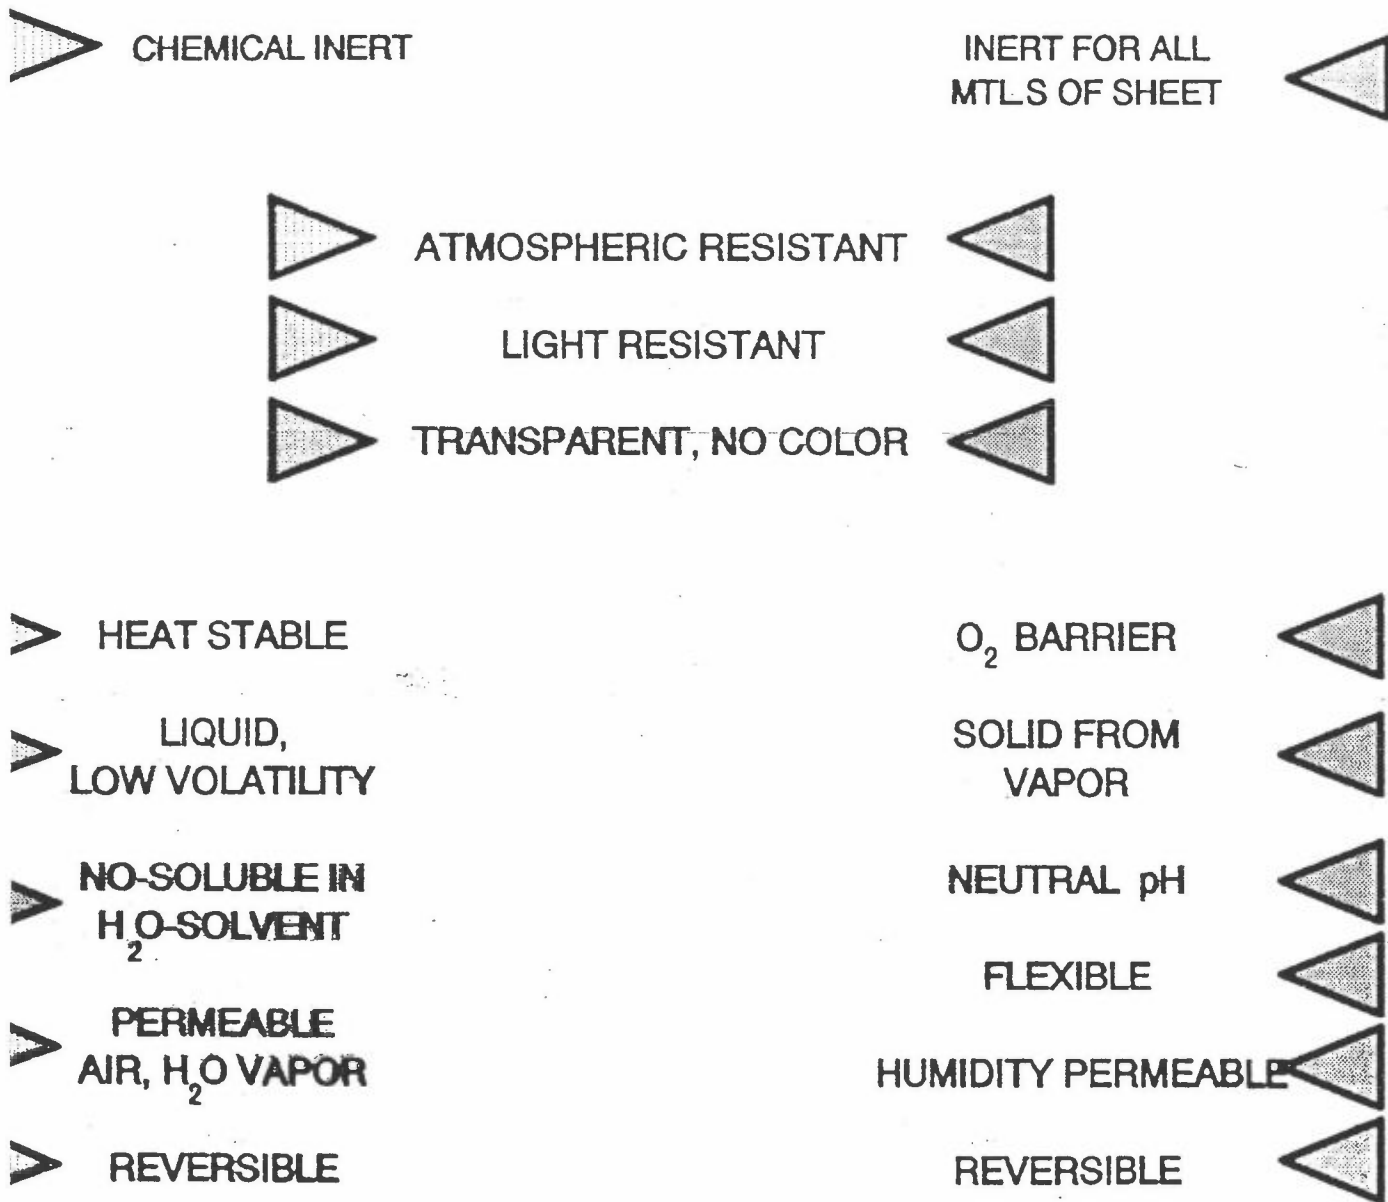 CHEMICAL INERT
INERT FOR ALL
MTLS OF SHEET
ATMOSPHERIC RESISTANT
LIGHT RESISTANT
TRANSPARENT, NO COLOR
HEAT STABLE
O₂ BARRIER
LIQUID,
LOW VOLATILITY
SOLID FROM
VAPOR
NO-SOLUBLE IN
H₂O-SOLVENT
NEUTRAL pH
FLEXIBLE
PERMEABLE
AIR, H₂O VAPOR
HUMIDITY PERMEABLE
REVERSIBLE
REVERSIBLE